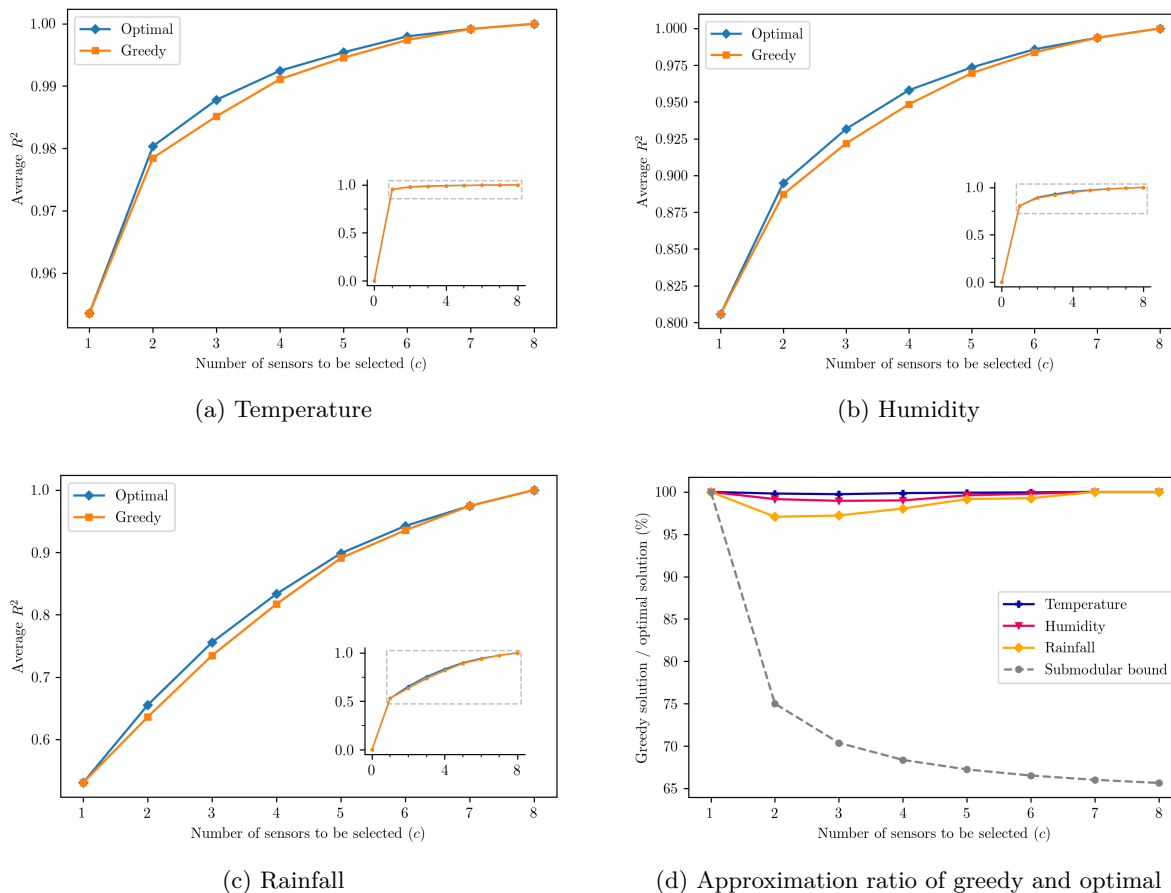 1.00
0.99
0.98
0.97
0.96
Average R²
Optimal
Greedy
1.0
0.5
0.0
0 4 8
1 2 3 4 5 6 7 8
Number of sensors to be selected (c)
(a) Temperature
1.000
0.975
0.950
0.925
0.900
0.875
0.850
0.825
0.800
Average R²
Optimal
Greedy
1.0
0.5
0.0
0 4 8
1 2 3 4 5 6 7 8
Number of sensors to be selected (c)
(b) Humidity
1.0
0.9
0.8
0.7
0.6
Average R²
Optimal
Greedy
1.0
0.5
0.0
0 4 8
1 2 3 4 5 6 7 8
Number of sensors to be selected (c)
(c) Rainfall
100
95
90
85
80
75
70
65
Greedy solution / optimal solution (%)
Temperature
Humidity
Rainfall
Submodular bound
1 2 3 4 5 6 7 8
Number of sensors to be selected (c)
(d) Approximation ratio of greedy and optimal